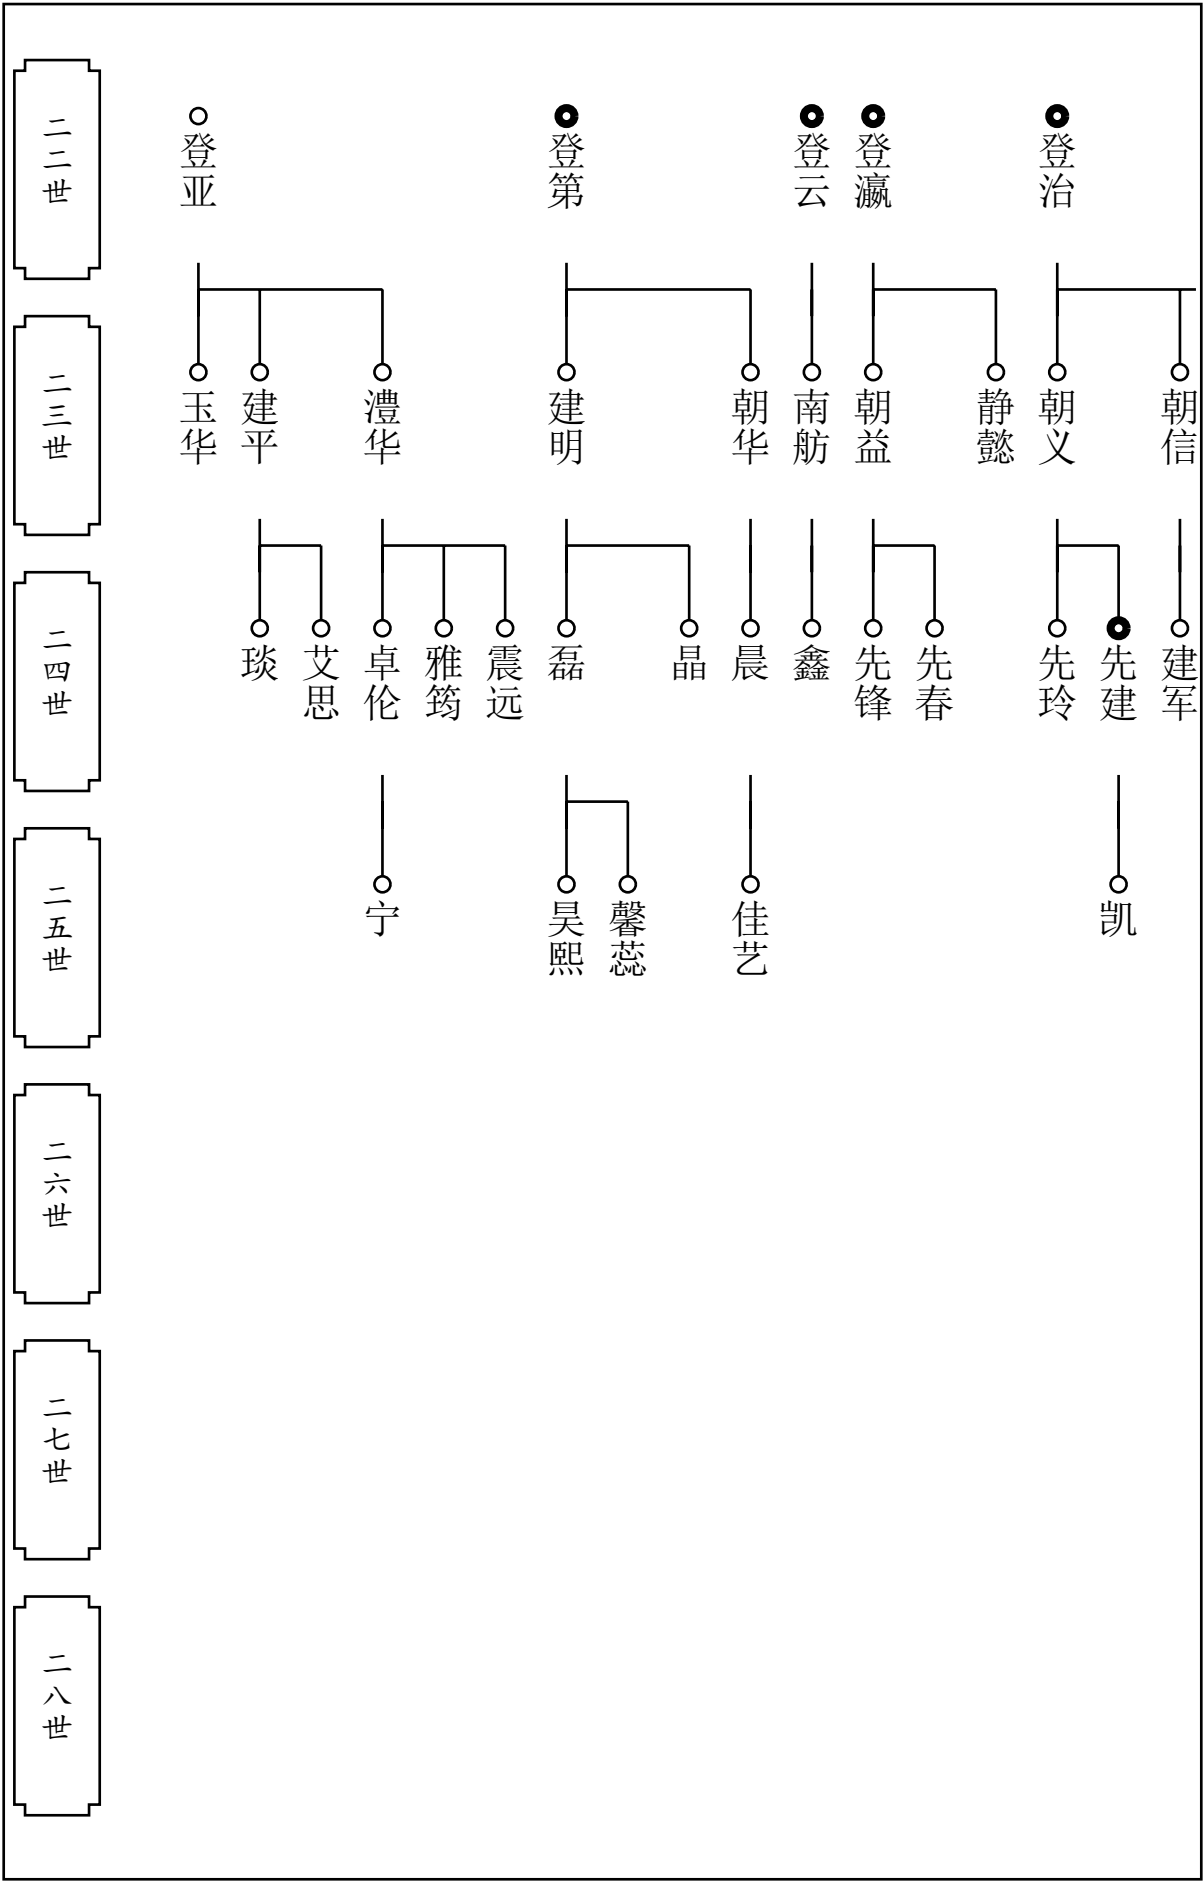 二二世
登亚
登第
登云
登瀛
登治
二三世
玉华
建平
澧华
建明
朝华
南舫
朝益
静懿
朝义
朝信
二四世
琰
艾思
卓伦
雅筠
震远
磊
晶
晨
鑫
先锋
先春
先玲
先建
建军
二五世
宁
昊熙
馨蕊
佳艺
凯
二六世
二七世
二八世